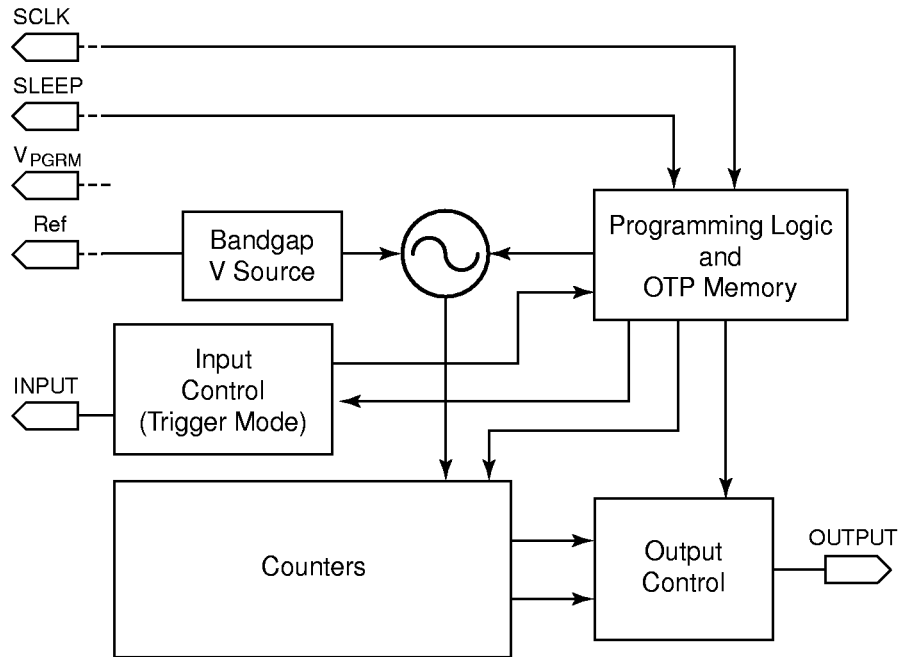 SCLK
SLEEP
VPGRM
Ref
Bandgap
V Source
Programming Logic
and
OTP Memory
INPUT
Input
Control
(Trigger Mode)
Counters
Output
Control
OUTPUT